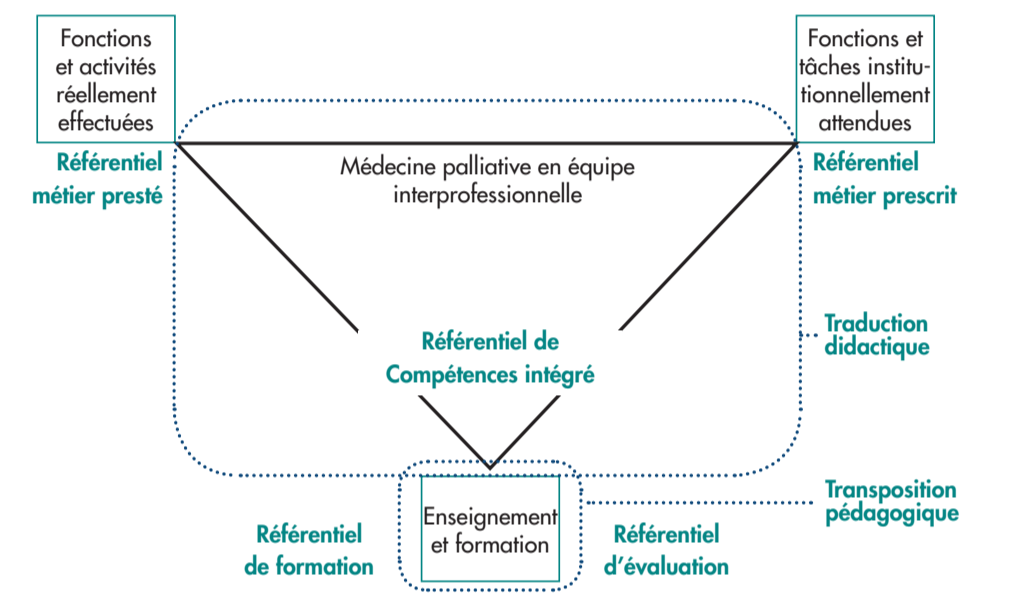 Fonctions
et activités
réellement
effectuées
Fonctions et
tâches institu-
tionnellement
attendues
Référentiel
métier presté
Médecine palliative en équipe
interprofessionnelle
Référentiel
métier prescrit
Traduction
didactique
Référentiel de
Compétences intégré
Transposition
pédagogique
Référentiel
de formation
Enseignement
et formation
Référentiel
d'évaluation